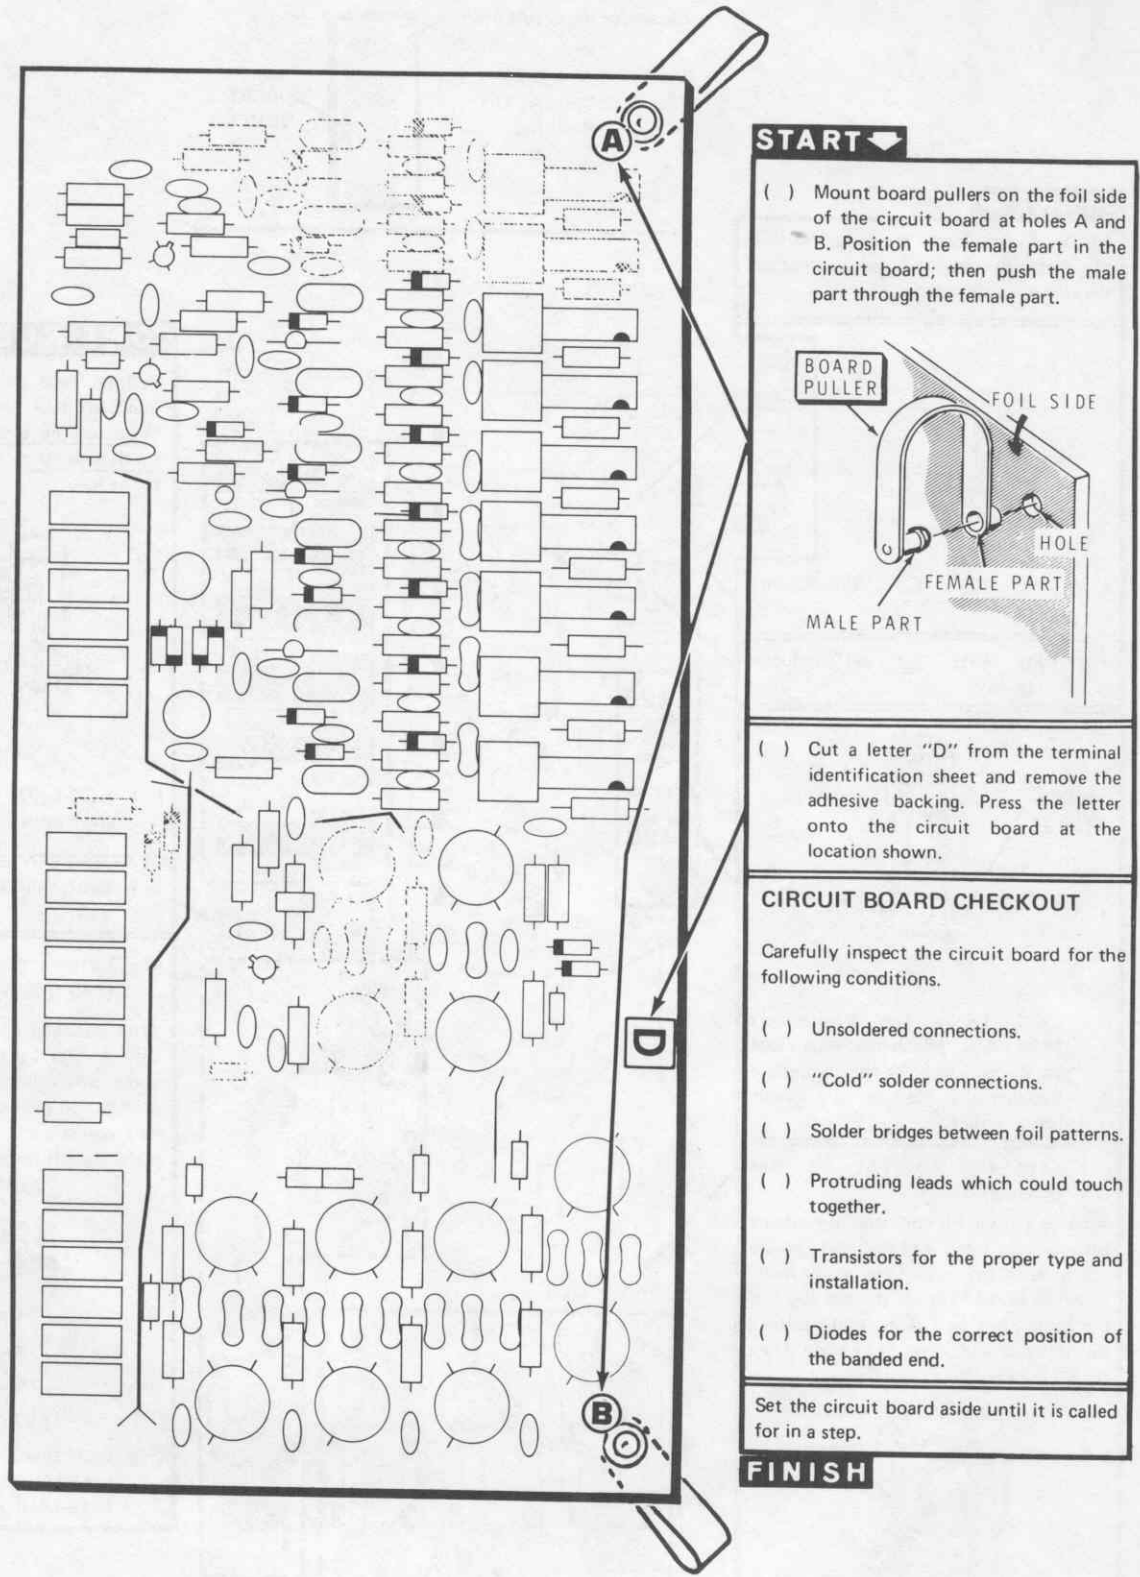 A
START
( ) Mount board pullers on the foil side
of the circuit board at holes A and
B. Position the female part in the
circuit board; then push the male
part through the female part.
BOARD
PULLER
FOIL SIDE
HOLE
FEMALE PART
MALE PART
( ) Cut a letter "D" from the terminal
identification sheet and remove the
adhesive backing. Press the letter
onto the circuit board at the
location shown.
D
CIRCUIT BOARD CHECKOUT
Carefully inspect the circuit board for the
following conditions.
( ) Unsoldered connections.
( ) "Cold" solder connections.
( ) Solder bridges between foil patterns.
( ) Protruding leads which could touch
together.
( ) Transistors for the proper type and
installation.
( ) Diodes for the correct position of
the banded end.
B
Set the circuit board aside until it is called
for in a step.
FINISH